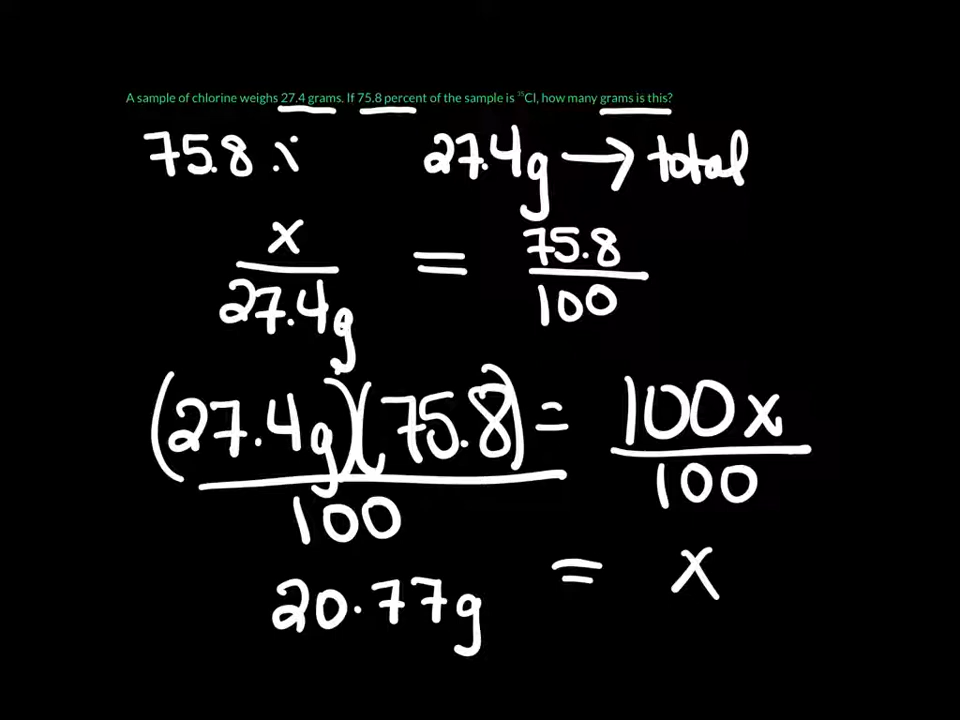 A sample of chlorine weighs 27.4 grams. If 75.8 percent of the sample is ³⁵Cl, how many grams is this?
75.8 % 27.4g → total
x / 27.4g = 75.8 / 100
(27.4g)(75.8) / 100 = 100x / 100
20.77g = x